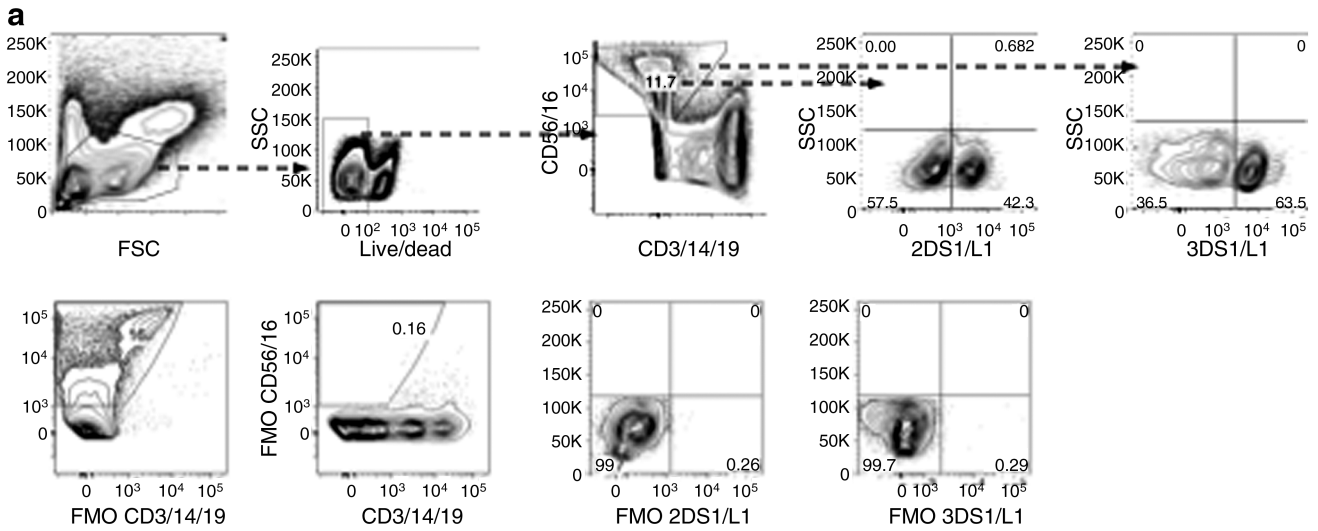 a
250K
200K
150K
100K
50K
0
FSC
SSC
250K
200K
150K
100K
50K
0
0 10² 10³ 10⁴ 10⁵
Live/dead
CD56/16
10⁵
10⁴
10³
0
11.7
CD3/14/19
SSC
250K
200K
150K
100K
50K
0
0.00 0.682
57.5 42.3
0 10³ 10⁴ 10⁵
2DS1/L1
SSC
250K
200K
150K
100K
50K
0
0 0
36.5 63.5
0 10³ 10⁴ 10⁵
3DS1/L1
10⁵
10⁴
10³
0
0 10³ 10⁴ 10⁵
FMO CD3/14/19
FMO CD56/16
10⁵
10⁴
10³
0
0.16
0 10³ 10⁴ 10⁵
CD3/14/19
250K
200K
150K
100K
50K
0
0 0
99 0.26
0 10³ 10⁴ 10⁵
FMO 2DS1/L1
250K
200K
150K
100K
50K
0
0 0
99.7 0.29
0 10³ 10⁴ 10⁵
FMO 3DS1/L1